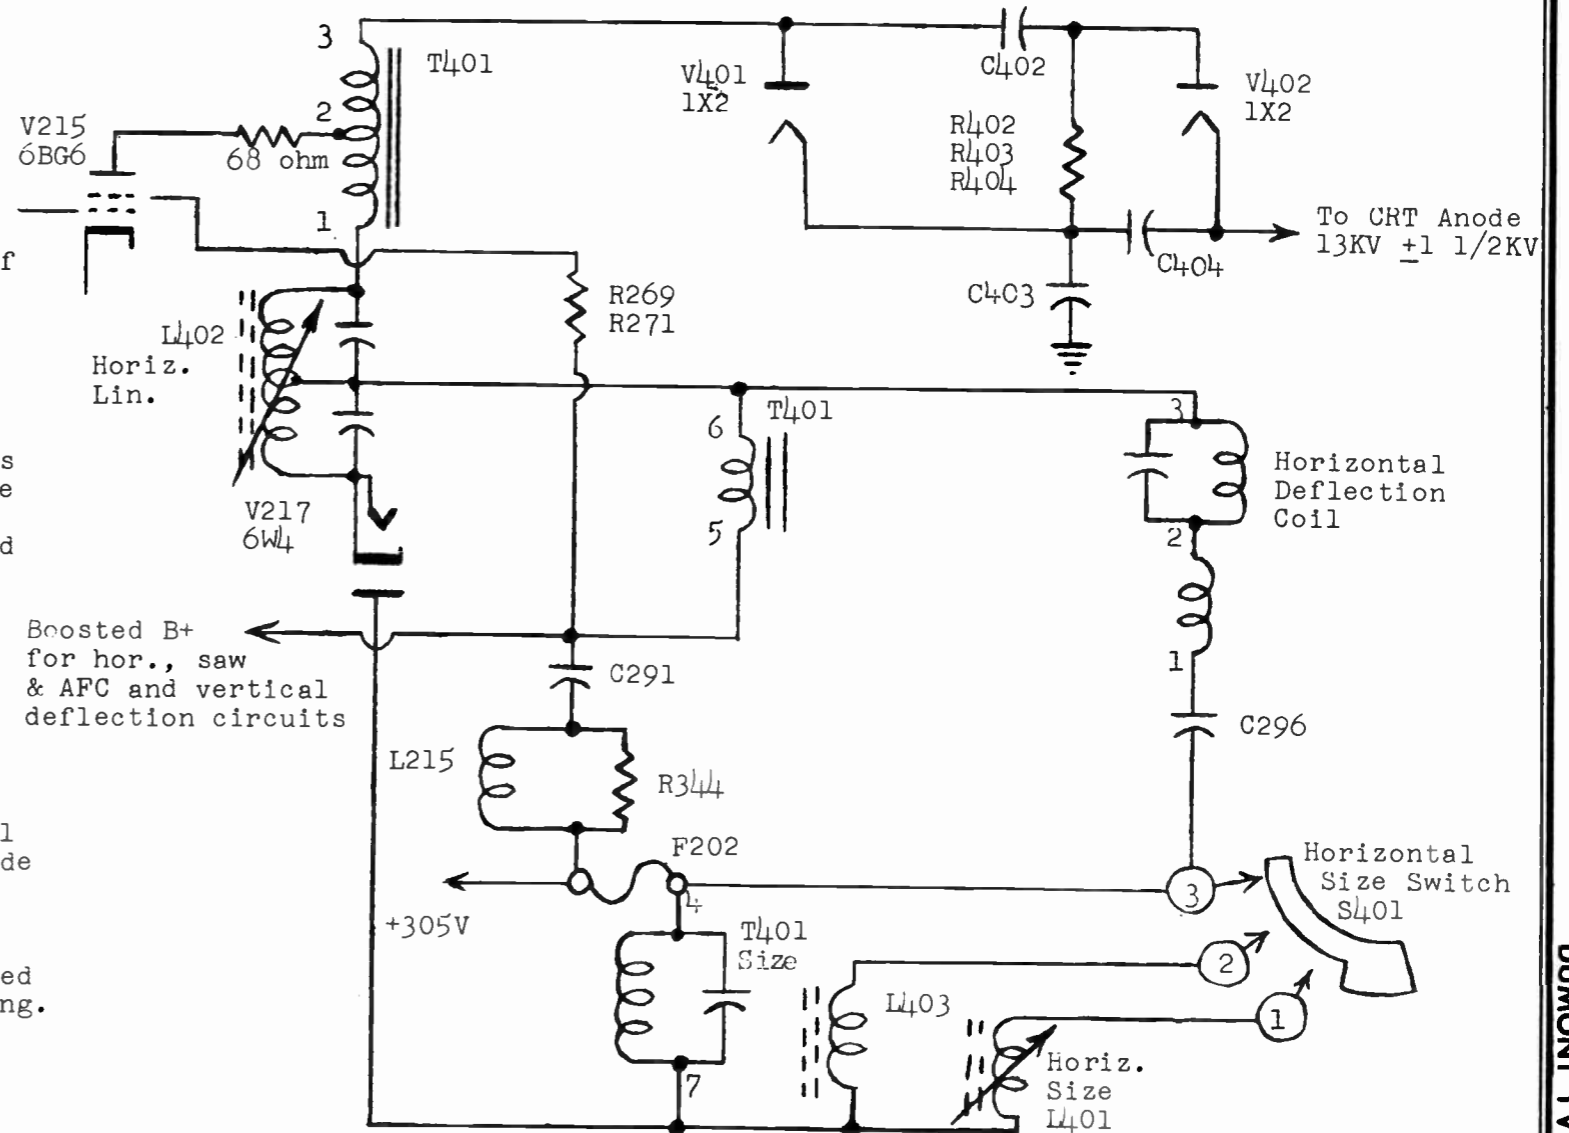 3
T401
C402
V401
1X2
V402
1X2
2
V215
6BG6
68 ohm
R402
R403
R404
1
To CRT Anode
13KV ±1 1/2KV
C404
f
C403
R269
R271
L402
Horiz.
Lin.
T401
3
6
s
e
Horizontal
Deflection
Coil
V217
6W4
5
2
d
Boosted B+
for hor., saw
& AFC and vertical
deflection circuits
C291
1
C296
L215
R344
l
de
F202
Horizontal
Size Switch
S401
3
4
+305V
T401
Size
2
ed
ng.
L403
1
7
Horiz.
Size
L401
DUMONT TV